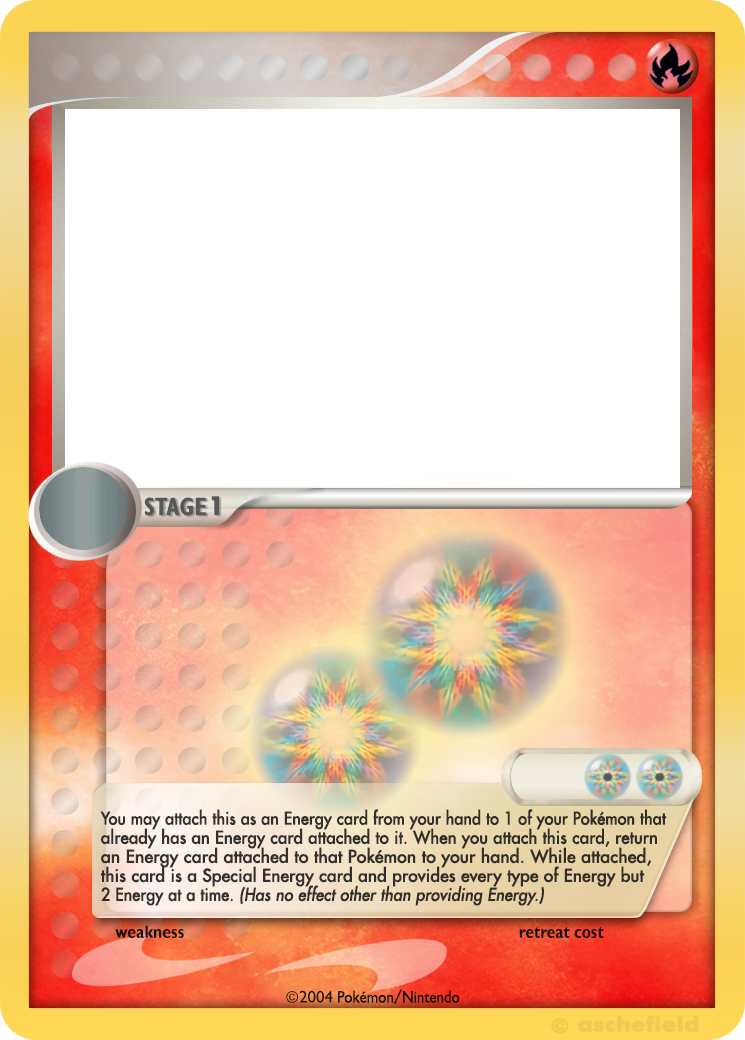 STAGE 1
You may attach this as an Energy card from your hand to 1 of your Pokémon that
already has an Energy card attached to it. When you attach this card, return
an Energy card attached to that Pokémon to your hand. While attached,
this card is a Special Energy card and provides every type of Energy but
2 Energy at a time. (Has no effect other than providing Energy.)
weakness retreat cost
©2004 Pokémon/Nintendo
© aschefield